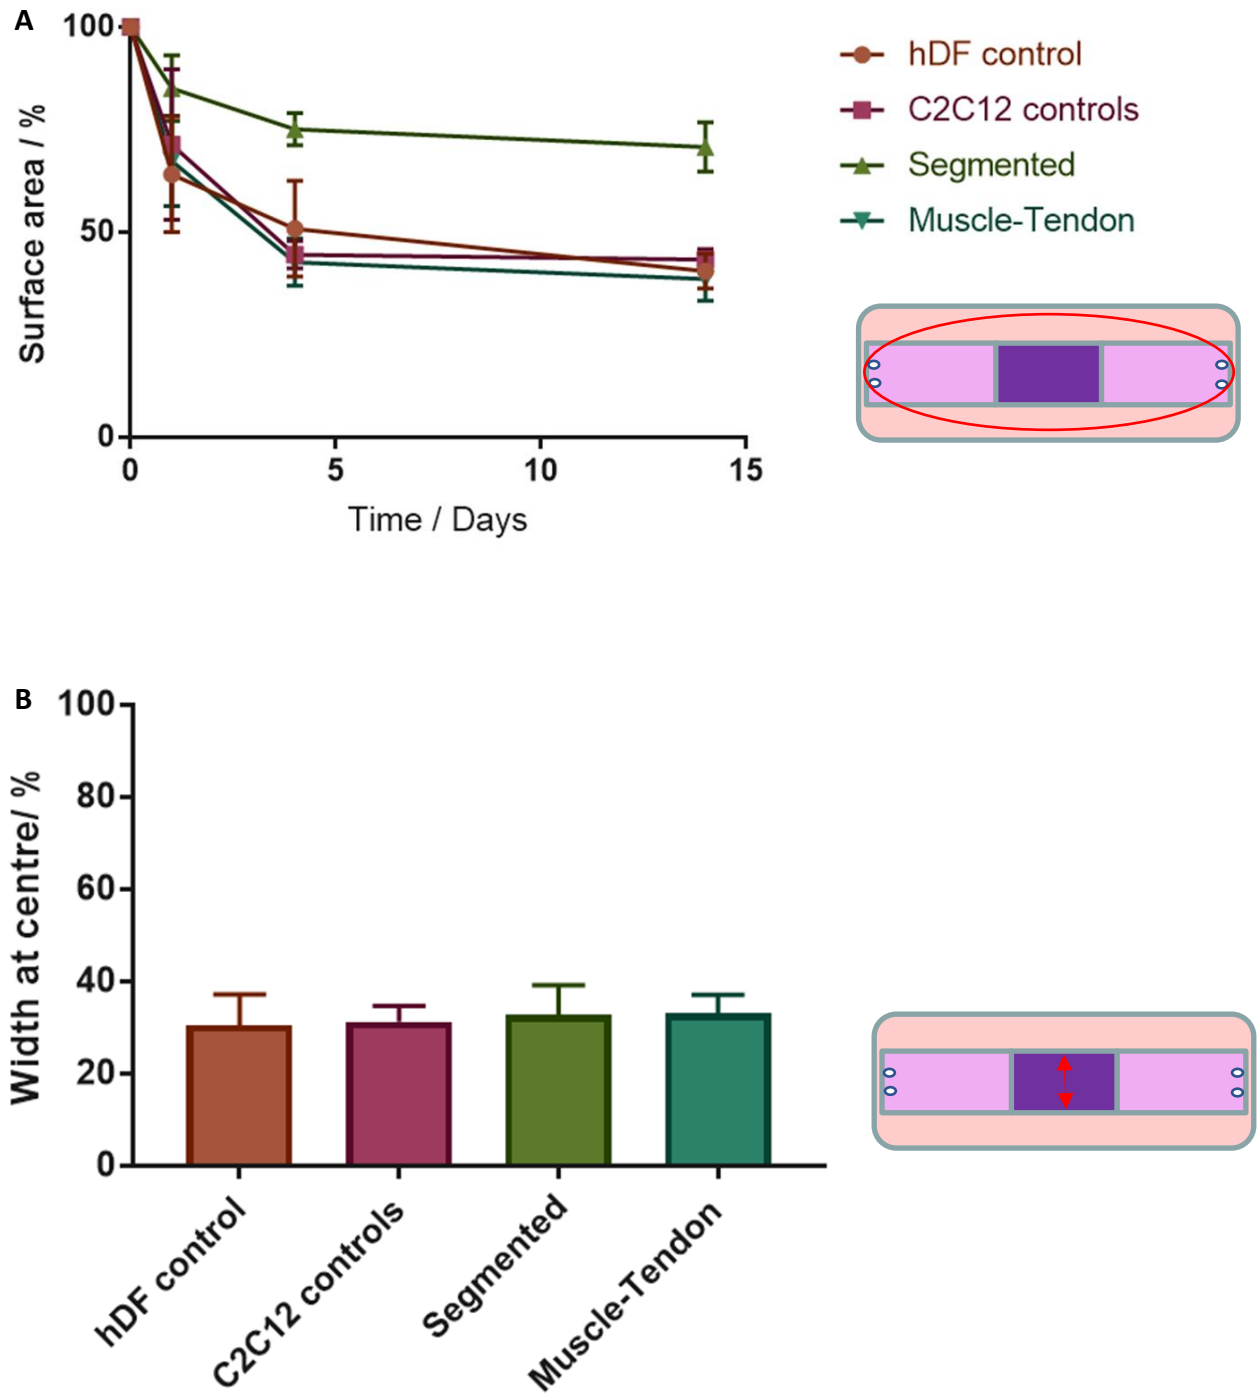 A
100
50
0
0 5 10 15
Surface area / %
Time / Days
hDF control
C2C12 controls
Segmented
Muscle-Tendon
B
100
80
60
40
20
0
Width at centre/ %
hDF control
C2C12 controls
Segmented
Muscle-Tendon